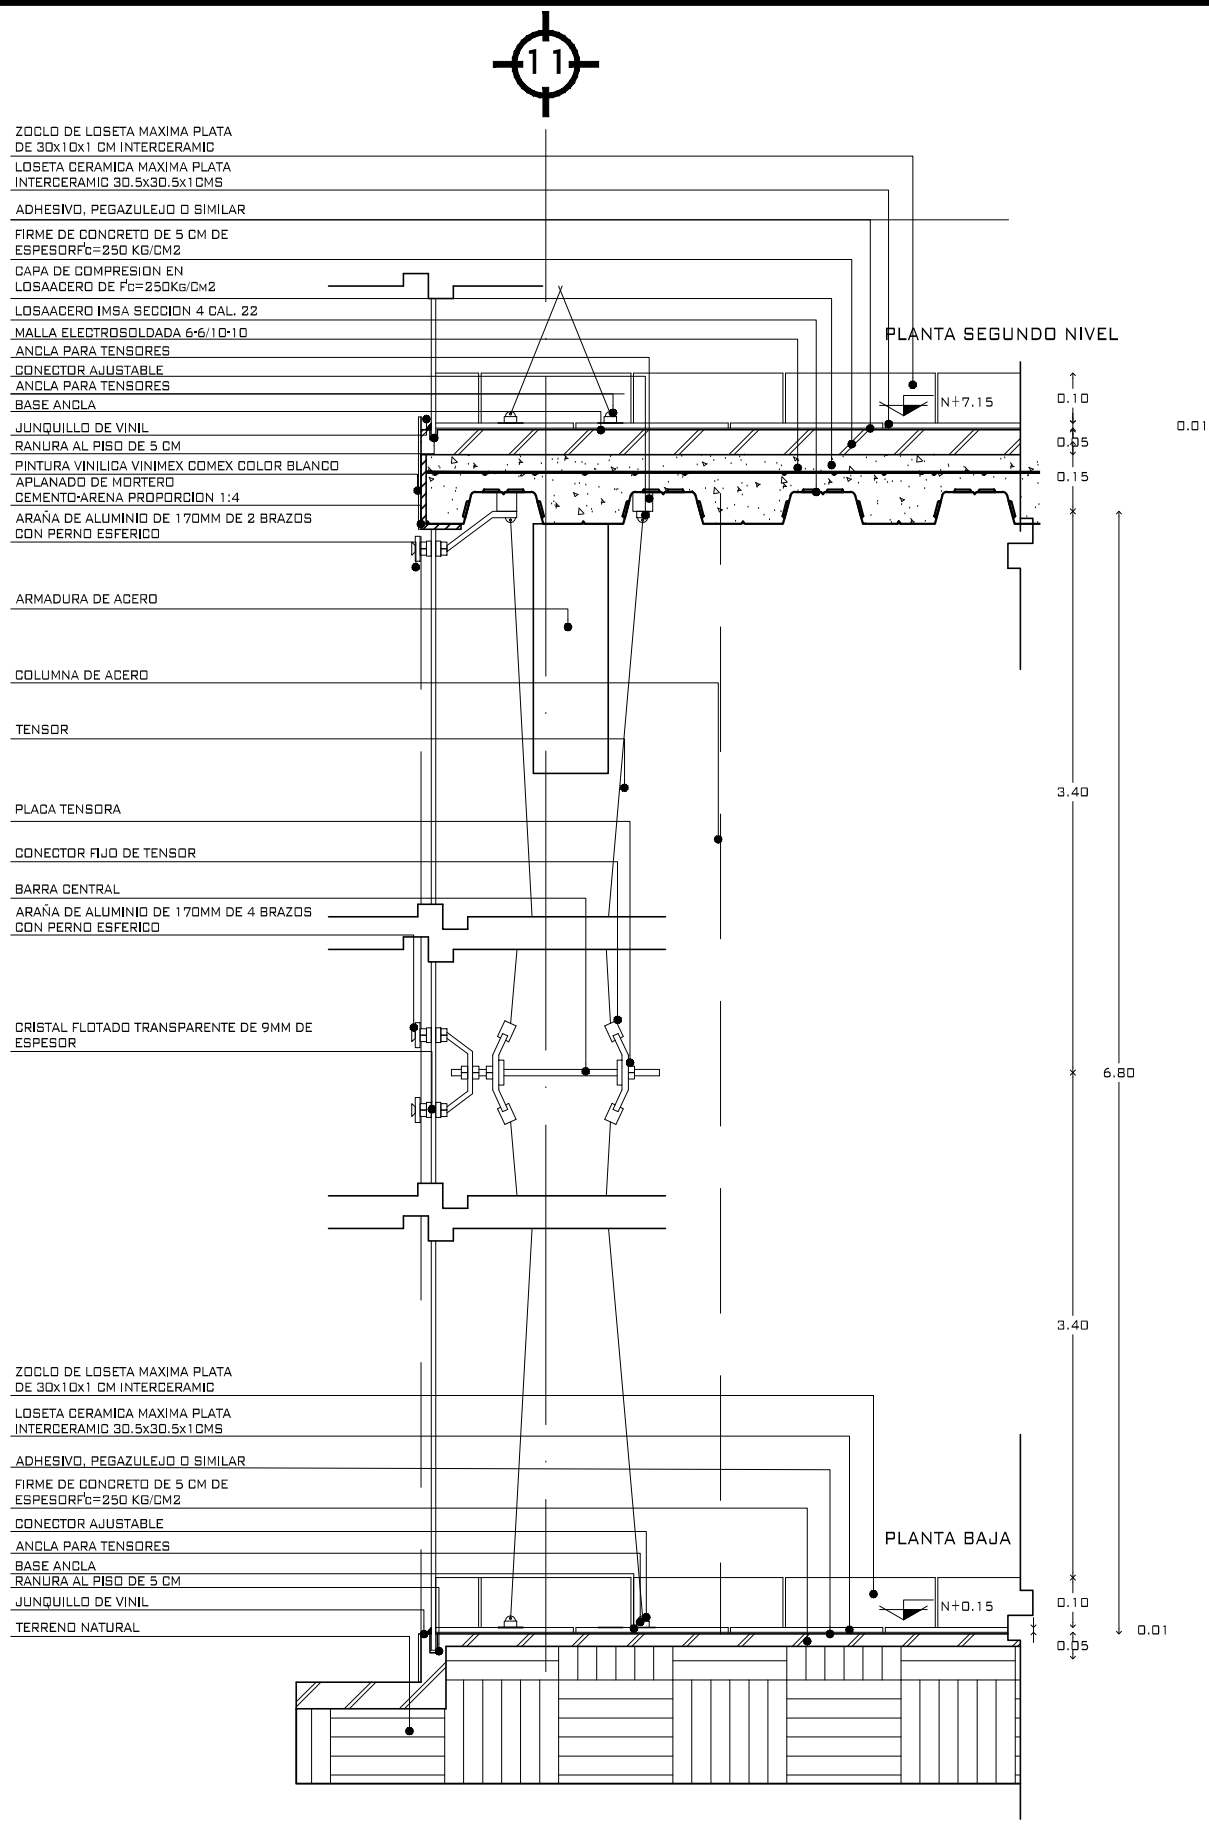 11
ZOCLO DE LOSETA MAXIMA PLATA
DE 30x10x1 CM INTERCERAMIC
LOSETA CERAMICA MAXIMA PLATA
INTERCERAMIC 30.5x30.5x1CMS
ADHESIVO, PEGAZULEJO O SIMILAR
FIRME DE CONCRETO DE 5 CM DE
ESPESORF'c=250 KG/CM2
CAPA DE COMPRESION EN
LOSAACERO DE F'c=250KG/CM2
LOSAACERO IMSA SECCION 4 CAL. 22
MALLA ELECTROSOLDADA 6-6/10-10
ANCLA PARA TENSORES
CONECTOR AJUSTABLE
ANCLA PARA TENSORES
BASE ANCLA
JUNQUILLO DE VINIL
RANURA AL PISO DE 5 CM
PINTURA VINILICA VINIMEX COMEX COLOR BLANCO
APLANADO DE MORTERO
CEMENTO-ARENA PROPORCION 1:4
ARAÑA DE ALUMINIO DE 170MM DE 2 BRAZOS
CON PERNO ESFERICO
ARMADURA DE ACERO
COLUMNA DE ACERO
TENSOR
PLACA TENSORA
CONECTOR FIJO DE TENSOR
BARRA CENTRAL
ARAÑA DE ALUMINIO DE 170MM DE 4 BRAZOS
CON PERNO ESFERICO
CRISTAL FLOTADO TRANSPARENTE DE 9MM DE
ESPESOR
ZOCLO DE LOSETA MAXIMA PLATA
DE 30x10x1 CM INTERCERAMIC
LOSETA CERAMICA MAXIMA PLATA
INTERCERAMIC 30.5x30.5x1CMS
ADHESIVO, PEGAZULEJO O SIMILAR
FIRME DE CONCRETO DE 5 CM DE
ESPESORF'c=250 KG/CM2
CONECTOR AJUSTABLE
ANCLA PARA TENSORES
BASE ANCLA
RANURA AL PISO DE 5 CM
JUNQUILLO DE VINIL
TERRENO NATURAL
PLANTA SEGUNDO NIVEL
N+7.15
0.10
0.01
0.05
0.15
3.40
6.80
3.40
PLANTA BAJA
N+0.15
0.10
0.01
0.05